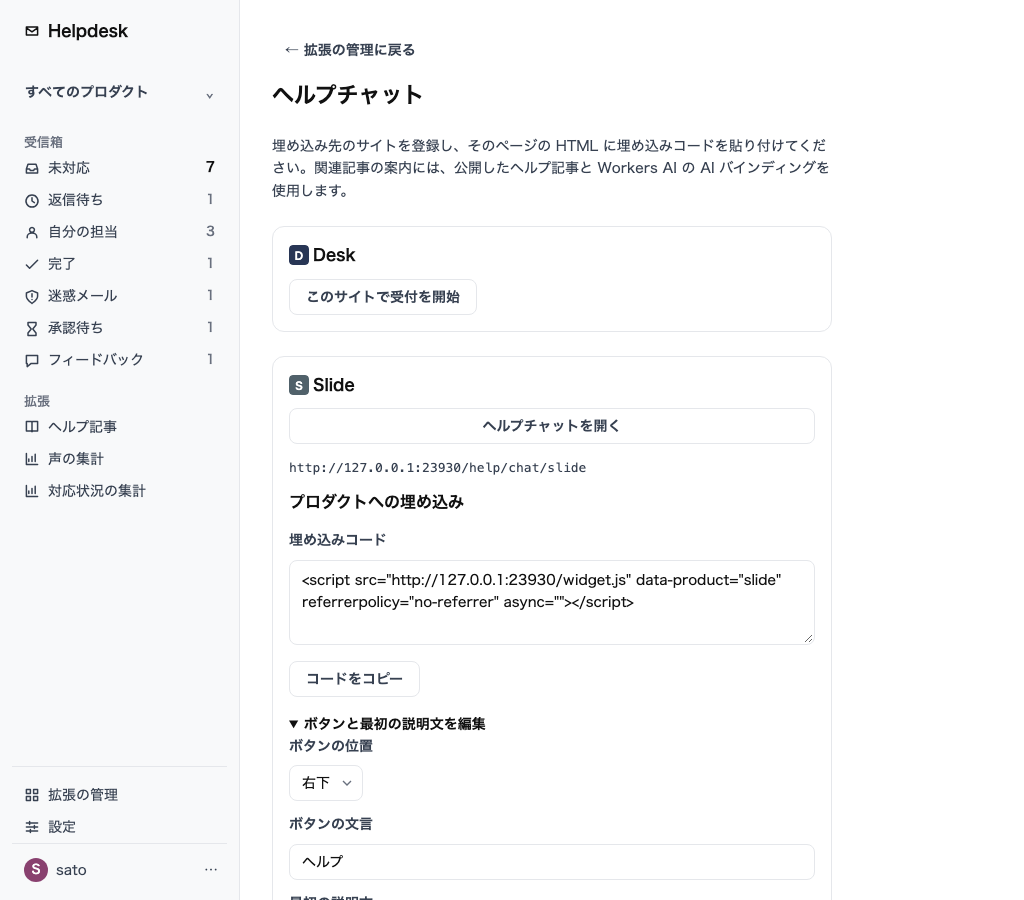 Helpdesk
すべてのプロダクト
受信箱
未対応 7
返信待ち 1
自分の担当 3
完了 1
迷惑メール 1
承認待ち 1
フィードバック 1
拡張
ヘルプ記事
声の集計
対応状況の集計
拡張の管理
設定
S sato ...
← 拡張の管理に戻る
ヘルプチャット
埋め込み先のサイトを登録し、そのページの HTML に埋め込みコードを貼り付けてくだ
さい。関連記事の案内には、公開したヘルプ記事と Workers AI の AI バインディングを
使用します。
D Desk
このサイトで受付を開始
S Slide
ヘルプチャットを開く
http://127.0.0.1:23930/help/chat/slide
プロダクトへの埋め込み
埋め込みコード
<script src="http://127.0.0.1:23930/widget.js" data-product="slide"
referrerpolicy="no-referrer" async=""></script>
コードをコピー
▼ ボタンと最初の説明文を編集
ボタンの位置
右下
ボタンの文言
ヘルプ
最初の説明文